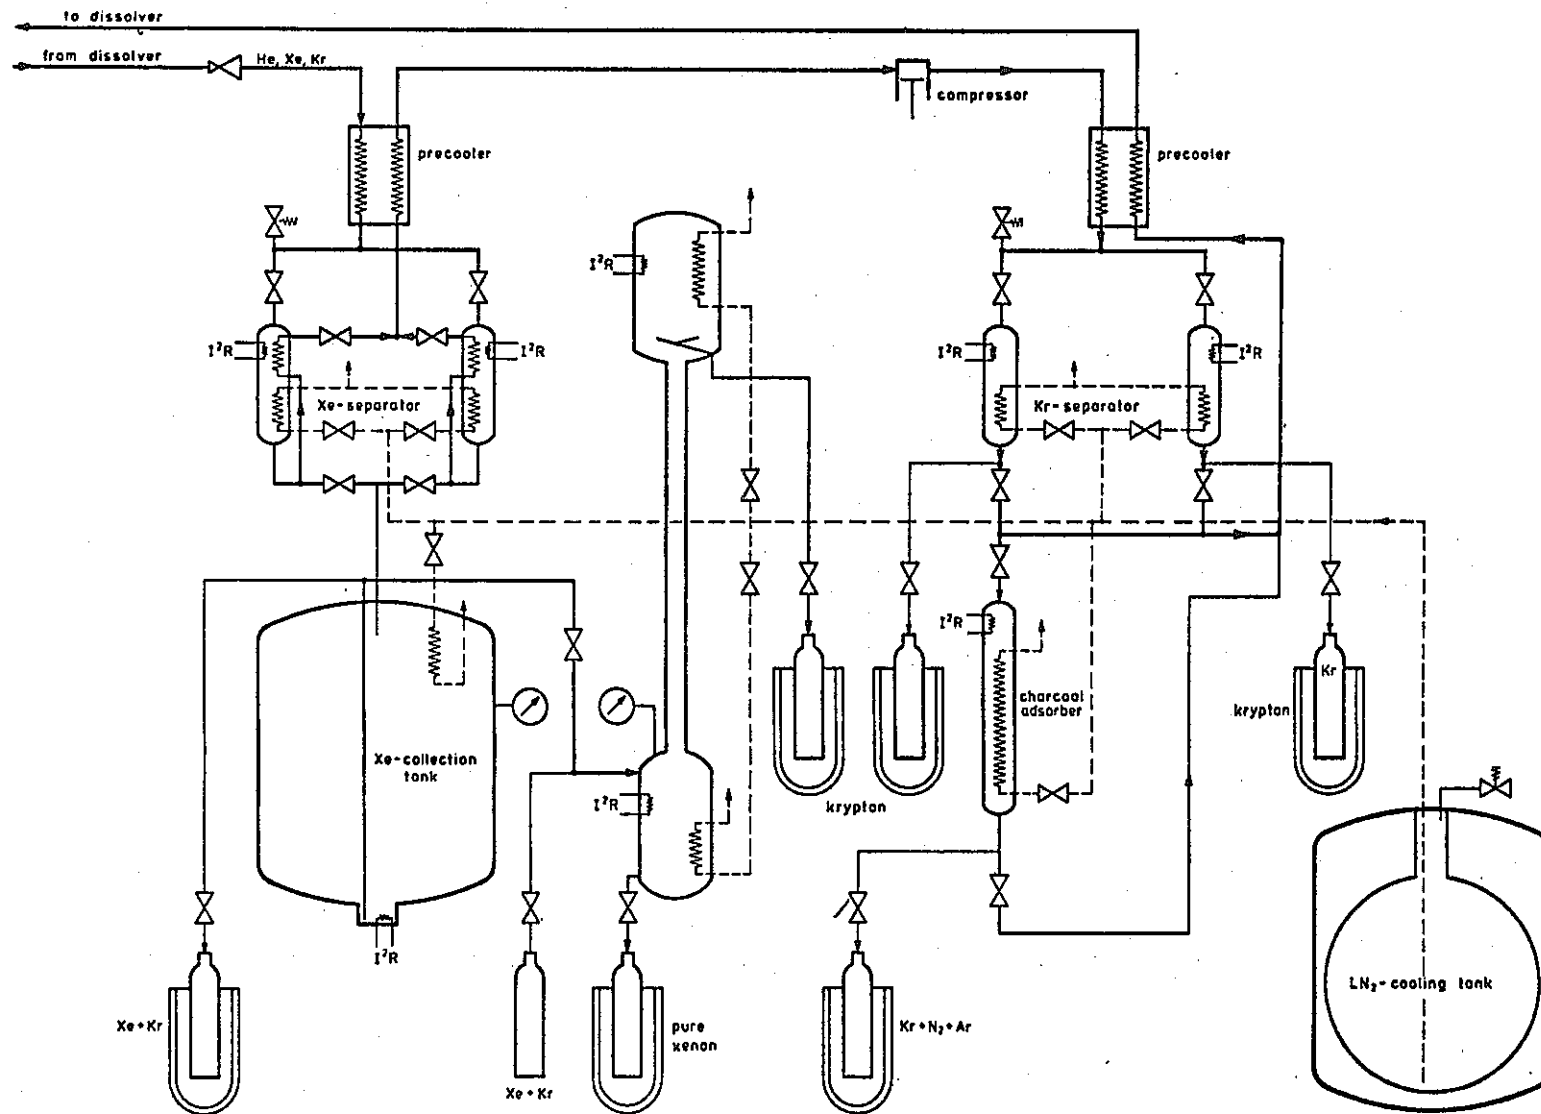 to dissolver
from dissolver
He, Xe, Kr
compressor
precooler
precooler
I²R
I²R
I²R
I²R
I²R
Xe-separator
Kr-separator
I²R
charcoal
adsorber
Kr
krypton
Xe-collection
tank
I²R
krypton
I²R
LN₂-cooling tank
Xe+Kr
pure
xenon
Kr+N₂+Ar
Xe+Kr